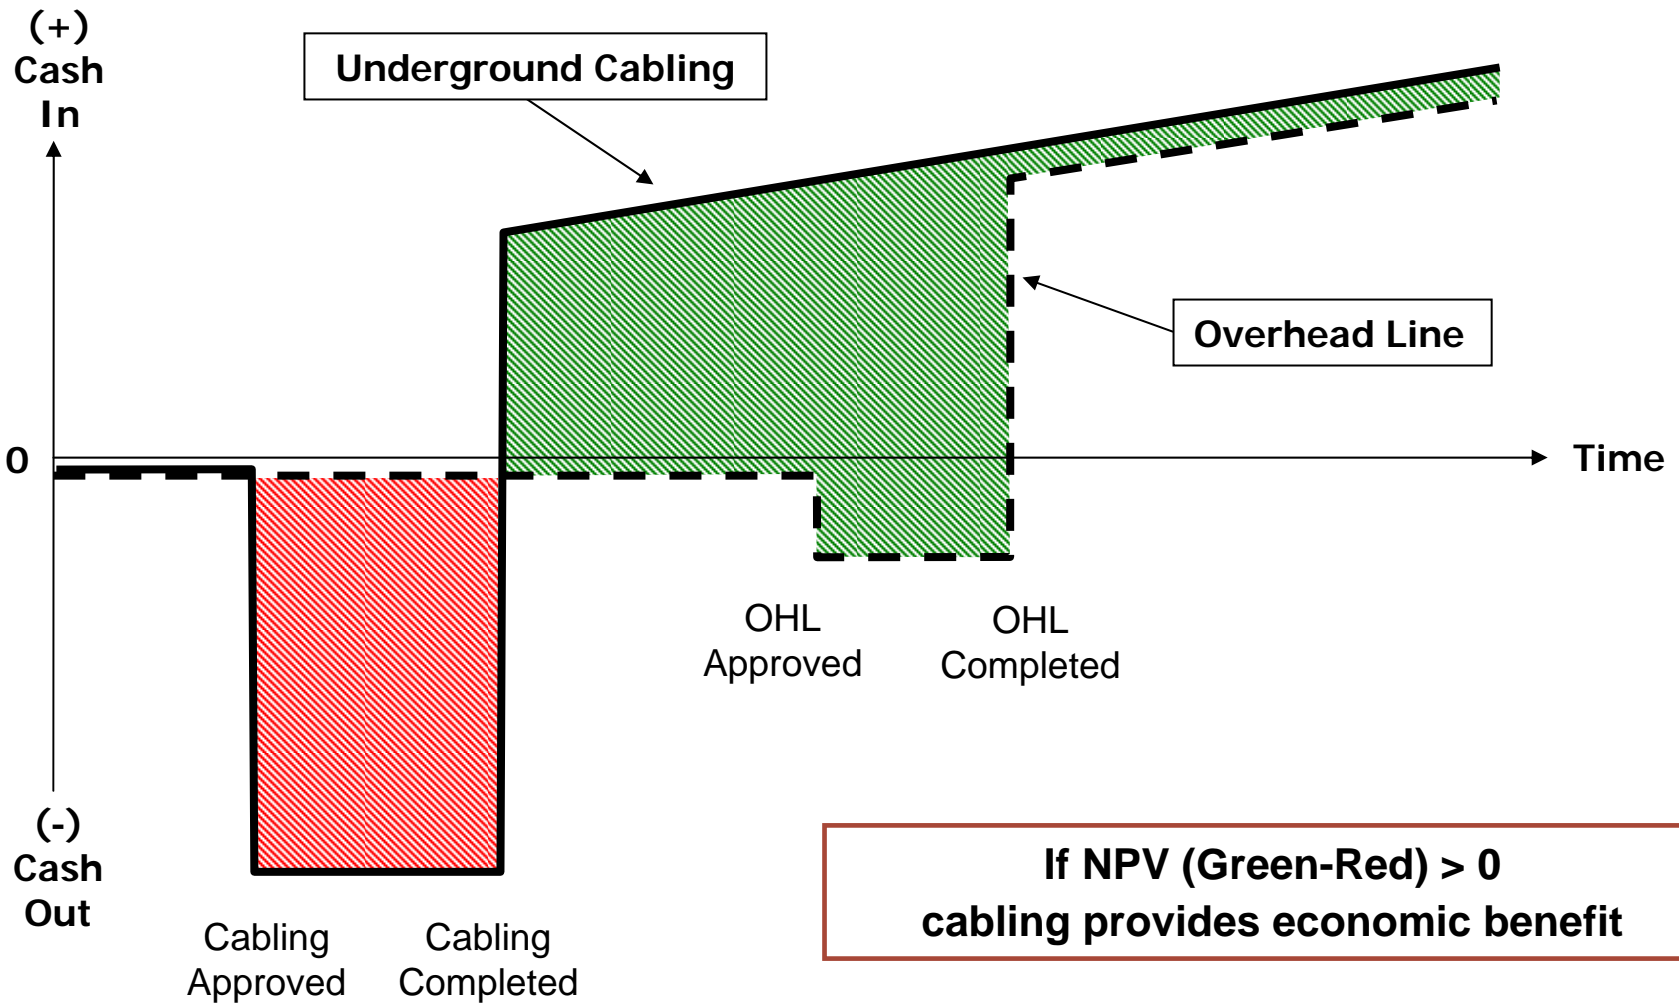 (+)
Cash
In
Underground Cabling
Overhead Line
0
Time
OHL
Approved
OHL
Completed
(-)
Cash
Out
Cabling
Approved
Cabling
Completed
If NPV (Green-Red) > 0
cabling provides economic benefit